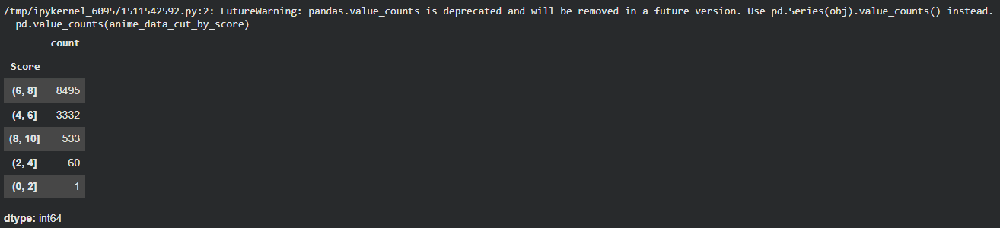 /tmp/ipykernel_6095/1511542592.py:2: FutureWarning: pandas.value_counts is deprecated and will be removed in a future version. Use pd.Series(obj).value_counts() instead.
pd.value_counts(anime_data_cut_by_score)
count
Score
(6, 8] 8495
(4, 6] 3332
(8, 10] 533
(2, 4] 60
(0, 2] 1
dtype: int64